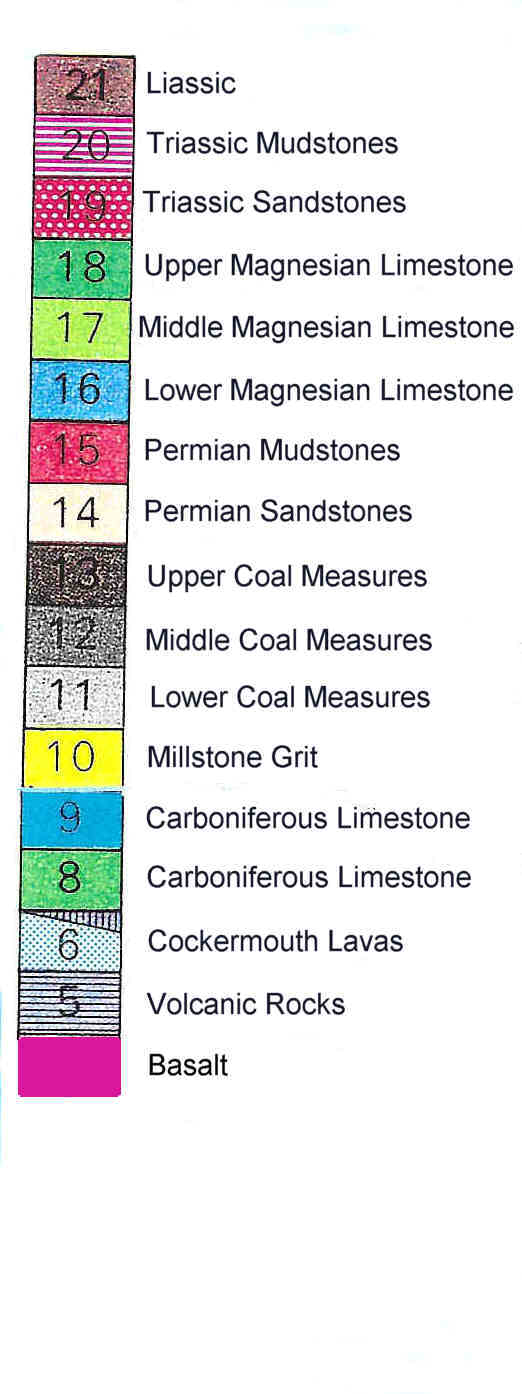 21 Liassic
20 Triassic Mudstones
19 Triassic Sandstones
18 Upper Magnesian Limestone
17 Middle Magnesian Limestone
16 Lower Magnesian Limestone
15 Permian Mudstones
14 Permian Sandstones
13 Upper Coal Measures
12 Middle Coal Measures
11 Lower Coal Measures
10 Millstone Grit
9 Carboniferous Limestone
8 Carboniferous Limestone
6 Cockermouth Lavas
5 Volcanic Rocks
Basalt